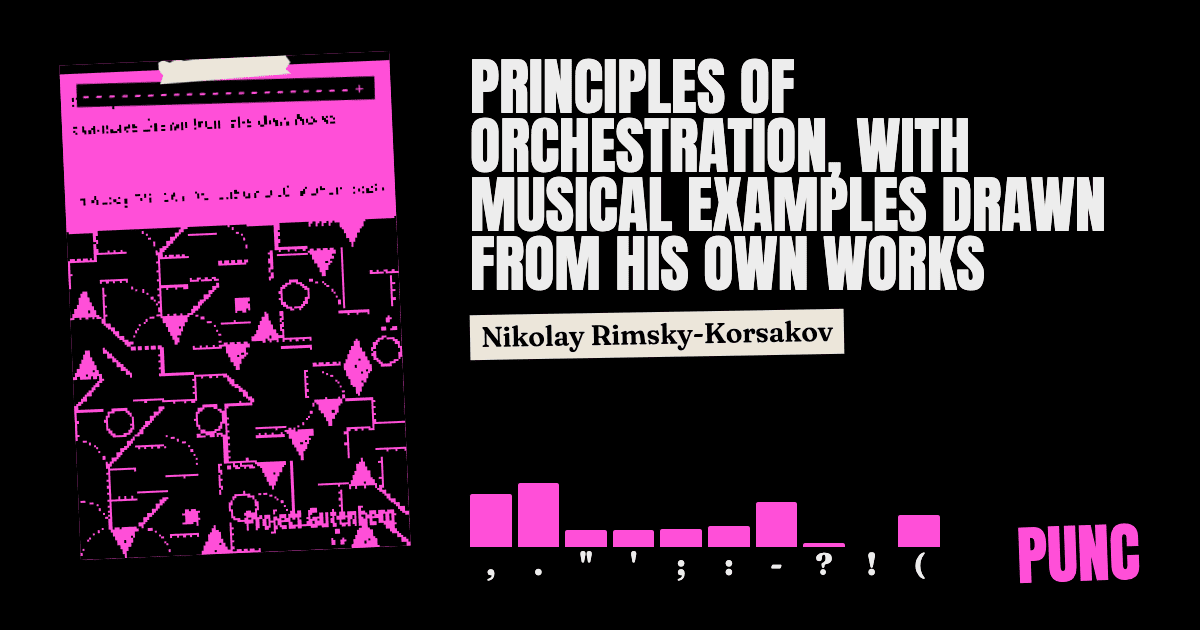 PRINCIPLES OF
ORCHESTRATION, WITH
MUSICAL EXAMPLES DRAWN
FROM HIS OWN WORKS
Nikolay Rimsky-Korsakov
Project Gutenberg
, . " ' ; : - ? ! (
PUNC